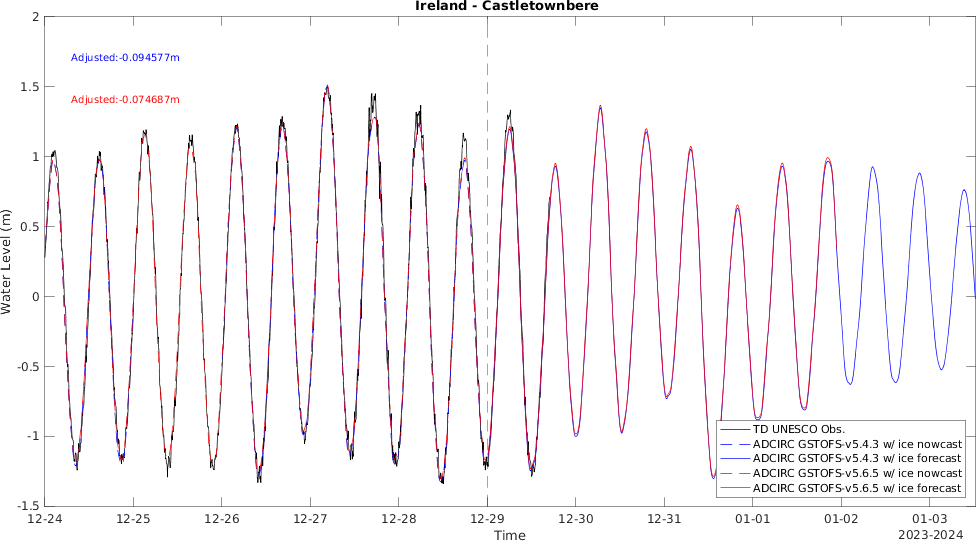 Ireland - Castletownbere
2
1.5
1
0.5
0
-0.5
-1
-1.5
Water Level (m)
Adjusted:-0.094577m
Adjusted:-0.074687m
TD UNESCO Obs.
ADCIRC GSTOFS-v5.4.3 w/ ice nowcast
ADCIRC GSTOFS-v5.4.3 w/ ice forecast
ADCIRC GSTOFS-v5.6.5 w/ ice nowcast
ADCIRC GSTOFS-v5.6.5 w/ ice forecast
12-24 12-25 12-26 12-27 12-28 12-29 12-30 12-31 01-01 01-02 01-03
Time
2023-2024